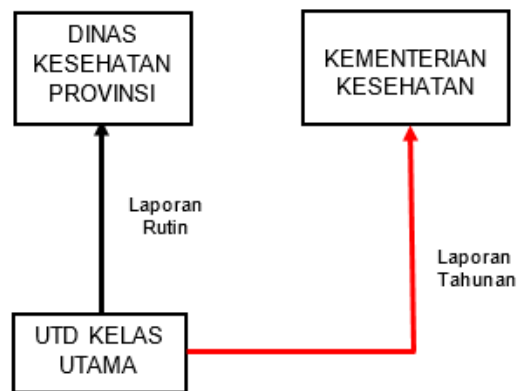 DINAS
KESEHATAN
PROVINSI
KEMENTERIAN
KESEHATAN
Laporan
Rutin
Laporan
Tahunan
UTD KELAS
UTAMA